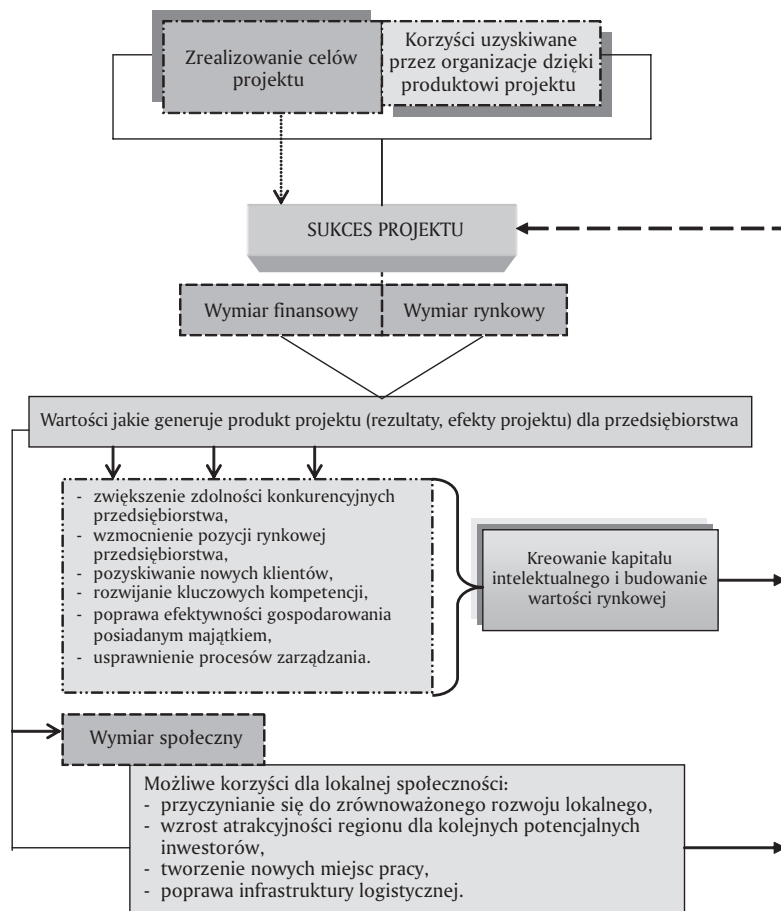 Zrealizowanie celów
projektu
Korzyści uzyskiwane
przez organizacje dzięki
produktowi projektu
SUKCES PROJEKTU
Wymiar finansowy
Wymiar rynkowy
Wartości jakie generuje produkt projektu (rezultaty, efekty projektu) dla przedsiębiorstwa
- zwiększenie zdolności konkurencyjnych
przedsiębiorstwa,
- wzmocnienie pozycji rynkowej
przedsiębiorstwa,
- pozyskiwanie nowych klientów,
- rozwijanie kluczowych kompetencji,
- poprawa efektywności gospodarowania
posiadanym majątkiem,
- usprawnienie procesów zarządzania.
Kreowanie kapitału
intelektualnego i budowanie
wartości rynkowej
Wymiar społeczny
Możliwe korzyści dla lokalnej społeczności:
- przyczynianie się do zrównoważonego rozwoju lokalnego,
- wzrost atrakcyjności regionu dla kolejnych potencjalnych
inwestorów,
- tworzenie nowych miejsc pracy,
- poprawa infrastruktury logistycznej.